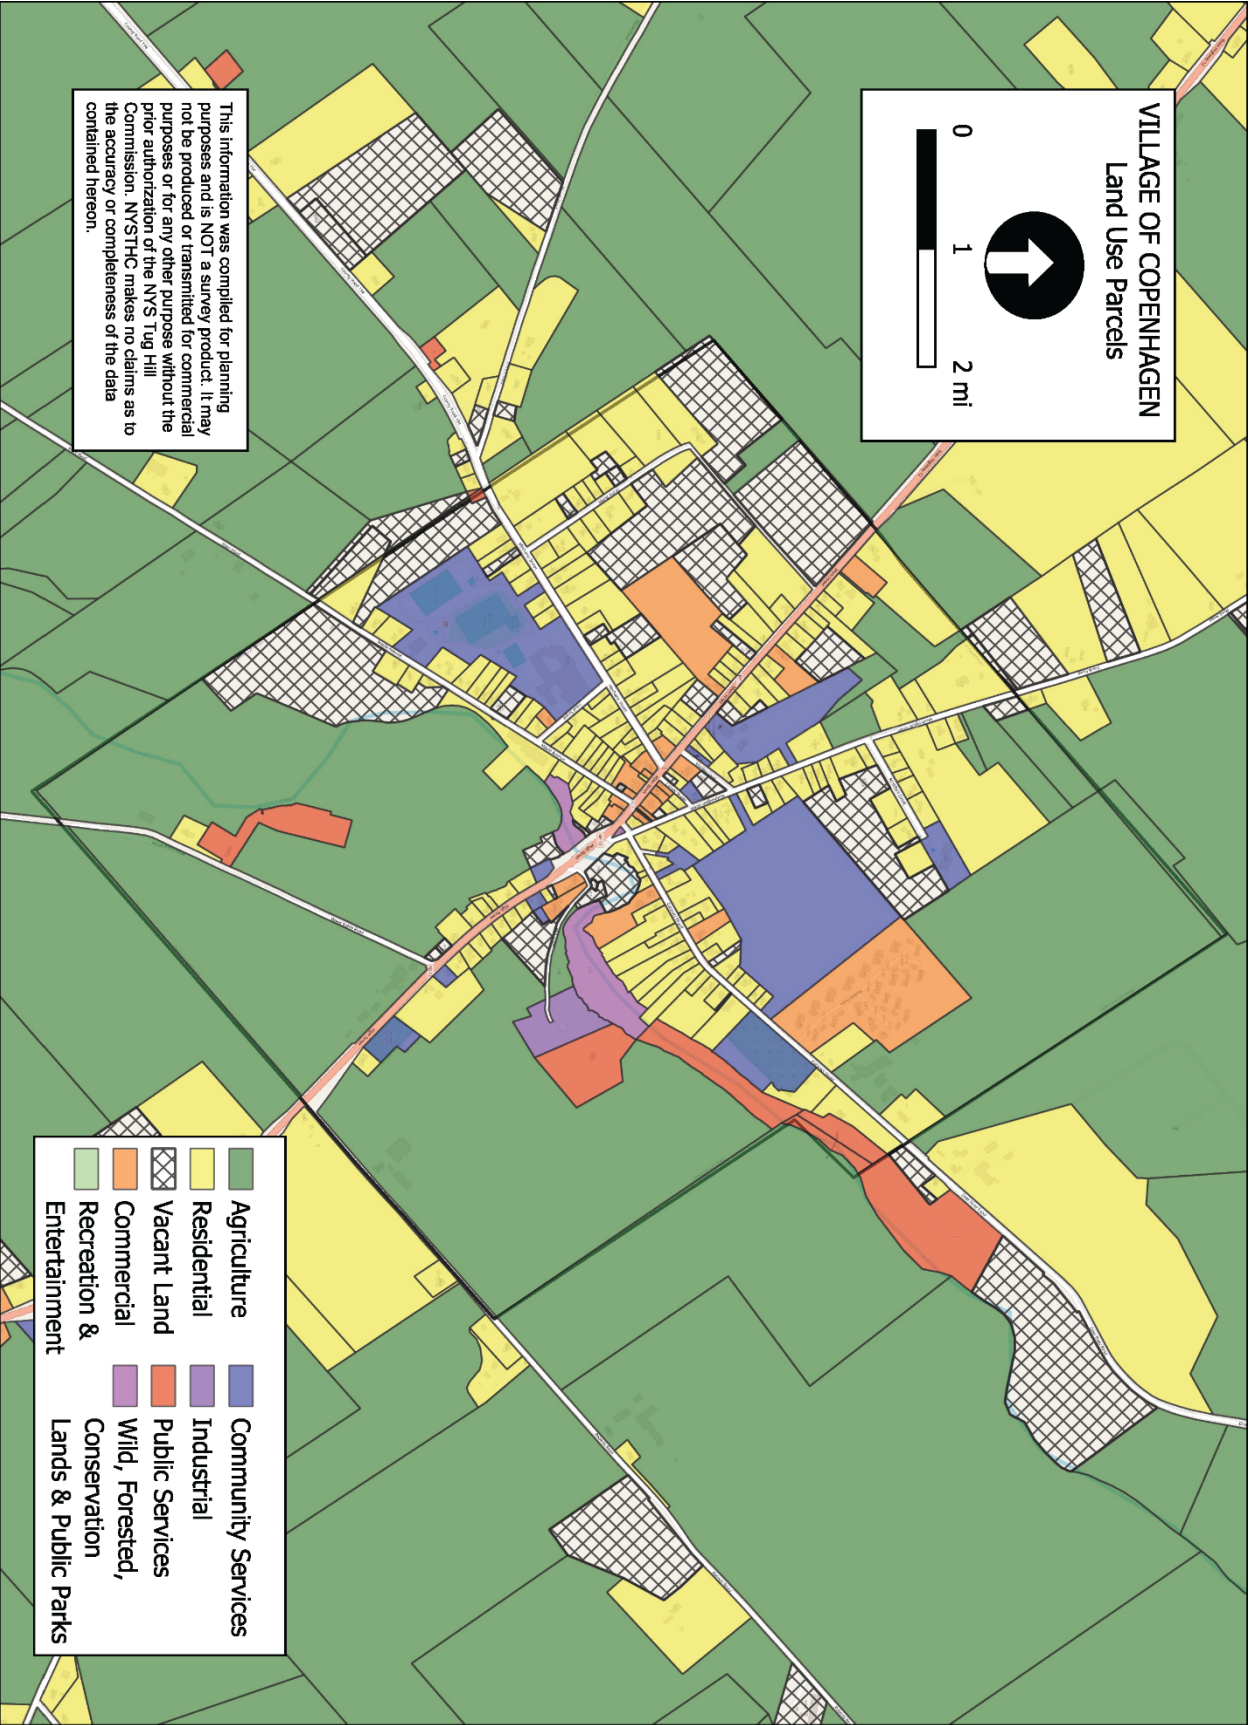 VILLAGE OF COPENHAGEN
Land Use Parcels
0 1 2 mi
This information was compiled for planning
purposes and is NOT a survey product. It may
not be produced or transmitted for commercial
purposes or for any other purpose without the
prior authorization of the NYS Tug Hill
Commission. NYSTHC makes no claims as to
the accuracy or completeness of the data
contained hereon.
Agriculture
Residential
Vacant Land
Commercial
Recreation &
Entertainment
Community Services
Industrial
Public Services
Wild, Forested,
Conservation
Lands & Public Parks